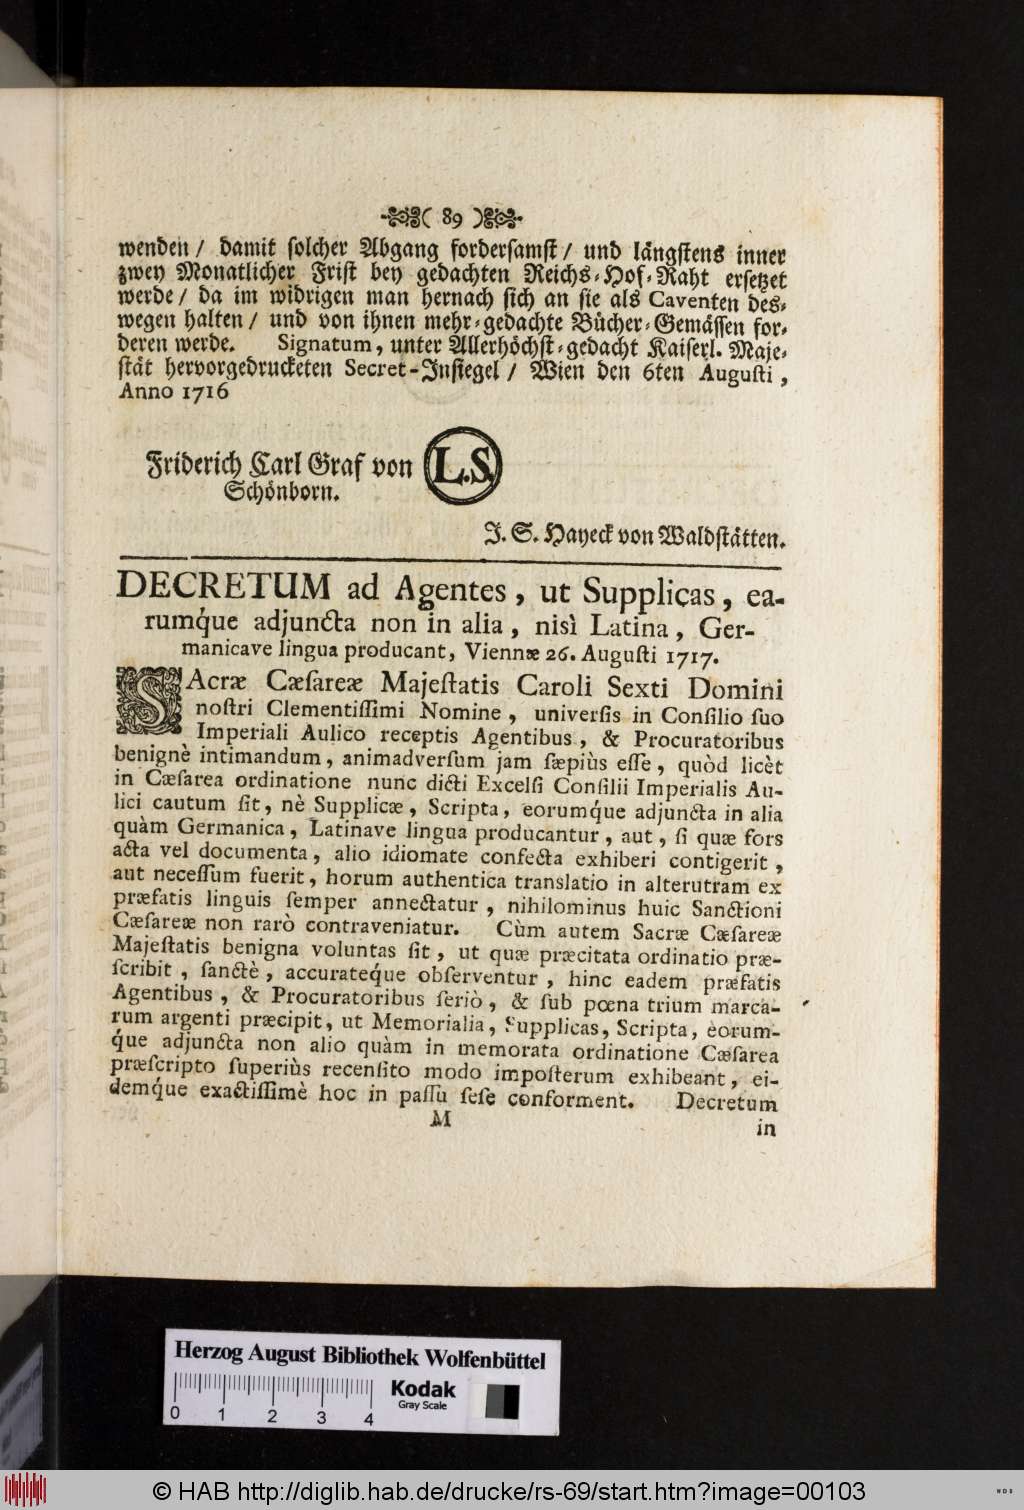 ( 89 )
wenden / damit solcher Abgang fordersamst / und längstens inner
zwey Monatlicher Frist bey gedachten Reichs-Hof-Raht ersetzet
werde / da im widrigen man hernach sich an sie als Caventen des-
wegen halten / und von ihnen mehr-gedachte Bücher-Gemässen for-
deren werde. Signatum, unter Allerhöchst-gedacht Kaiserl. Maje-
stät hervorgedruckten Secret-Insiegel / Wien den 6ten Augusti,
Anno 1716
Friderich Carl Graf von
Schönborn.
L.S.
J. S. Hayeck von Waldstätten.
DECRETUM ad Agentes, ut Supplicas, ea-
rumq́ue adjuncta non in alia, nisì Latina, Ger-
manicave lingua producant, Viennæ 26. Augusti 1717.
SAcræ Cæsareæ Majestatis Caroli Sexti Domini
nostri Clementissimi Nomine, universis in Consilio suo
Imperiali Aulico receptis Agentibus, & Procuratoribus
benignè intimandum, animadversum jam sæpiùs esse, quòd licèt
in Cæsarea ordinatione nunc dicti Excelsi Consilii Imperialis Au-
lici cautum sit, nè Supplicæ, Scripta, eorumq́ue adjuncta in alia
quàm Germanica, Latinave lingua producantur, aut, si quæ fors
acta vel documenta, alio idiomate confecta exhiberi contigerit,
aut necessum fuerit, horum authentica translatio in alterutram ex
præfatis linguis semper annectatur, nihilominus huic Sanctioni
Cæsareæ non rarò contraveniatur. Cùm autem Sacræ Cæsareæ
Majestatis benigna voluntas sit, ut quæ præcitata ordinatio præ-
scribit, sanctè, accurateq́ue observentur, hinc eadem præfatis
Agentibus, & Procuratoribus seriò, & sub pœna trium marca-
rum argenti præcipit, ut Memorialia, Supplicas, Scripta, eorum-
q́ue adjuncta non alio quàm in memorata ordinatione Cæsarea
præscripto superiùs recensito modo imposterum exhibeant, ei-
demq́ue exactissimè hoc in passu sese conforment. Decretum
M
in
Herzog August Bibliothek Wolfenbüttel
0 1 2 3 4
Kodak
Gray Scale
© HAB http://diglib.hab.de/drucke/rs-69/start.htm?image=00103